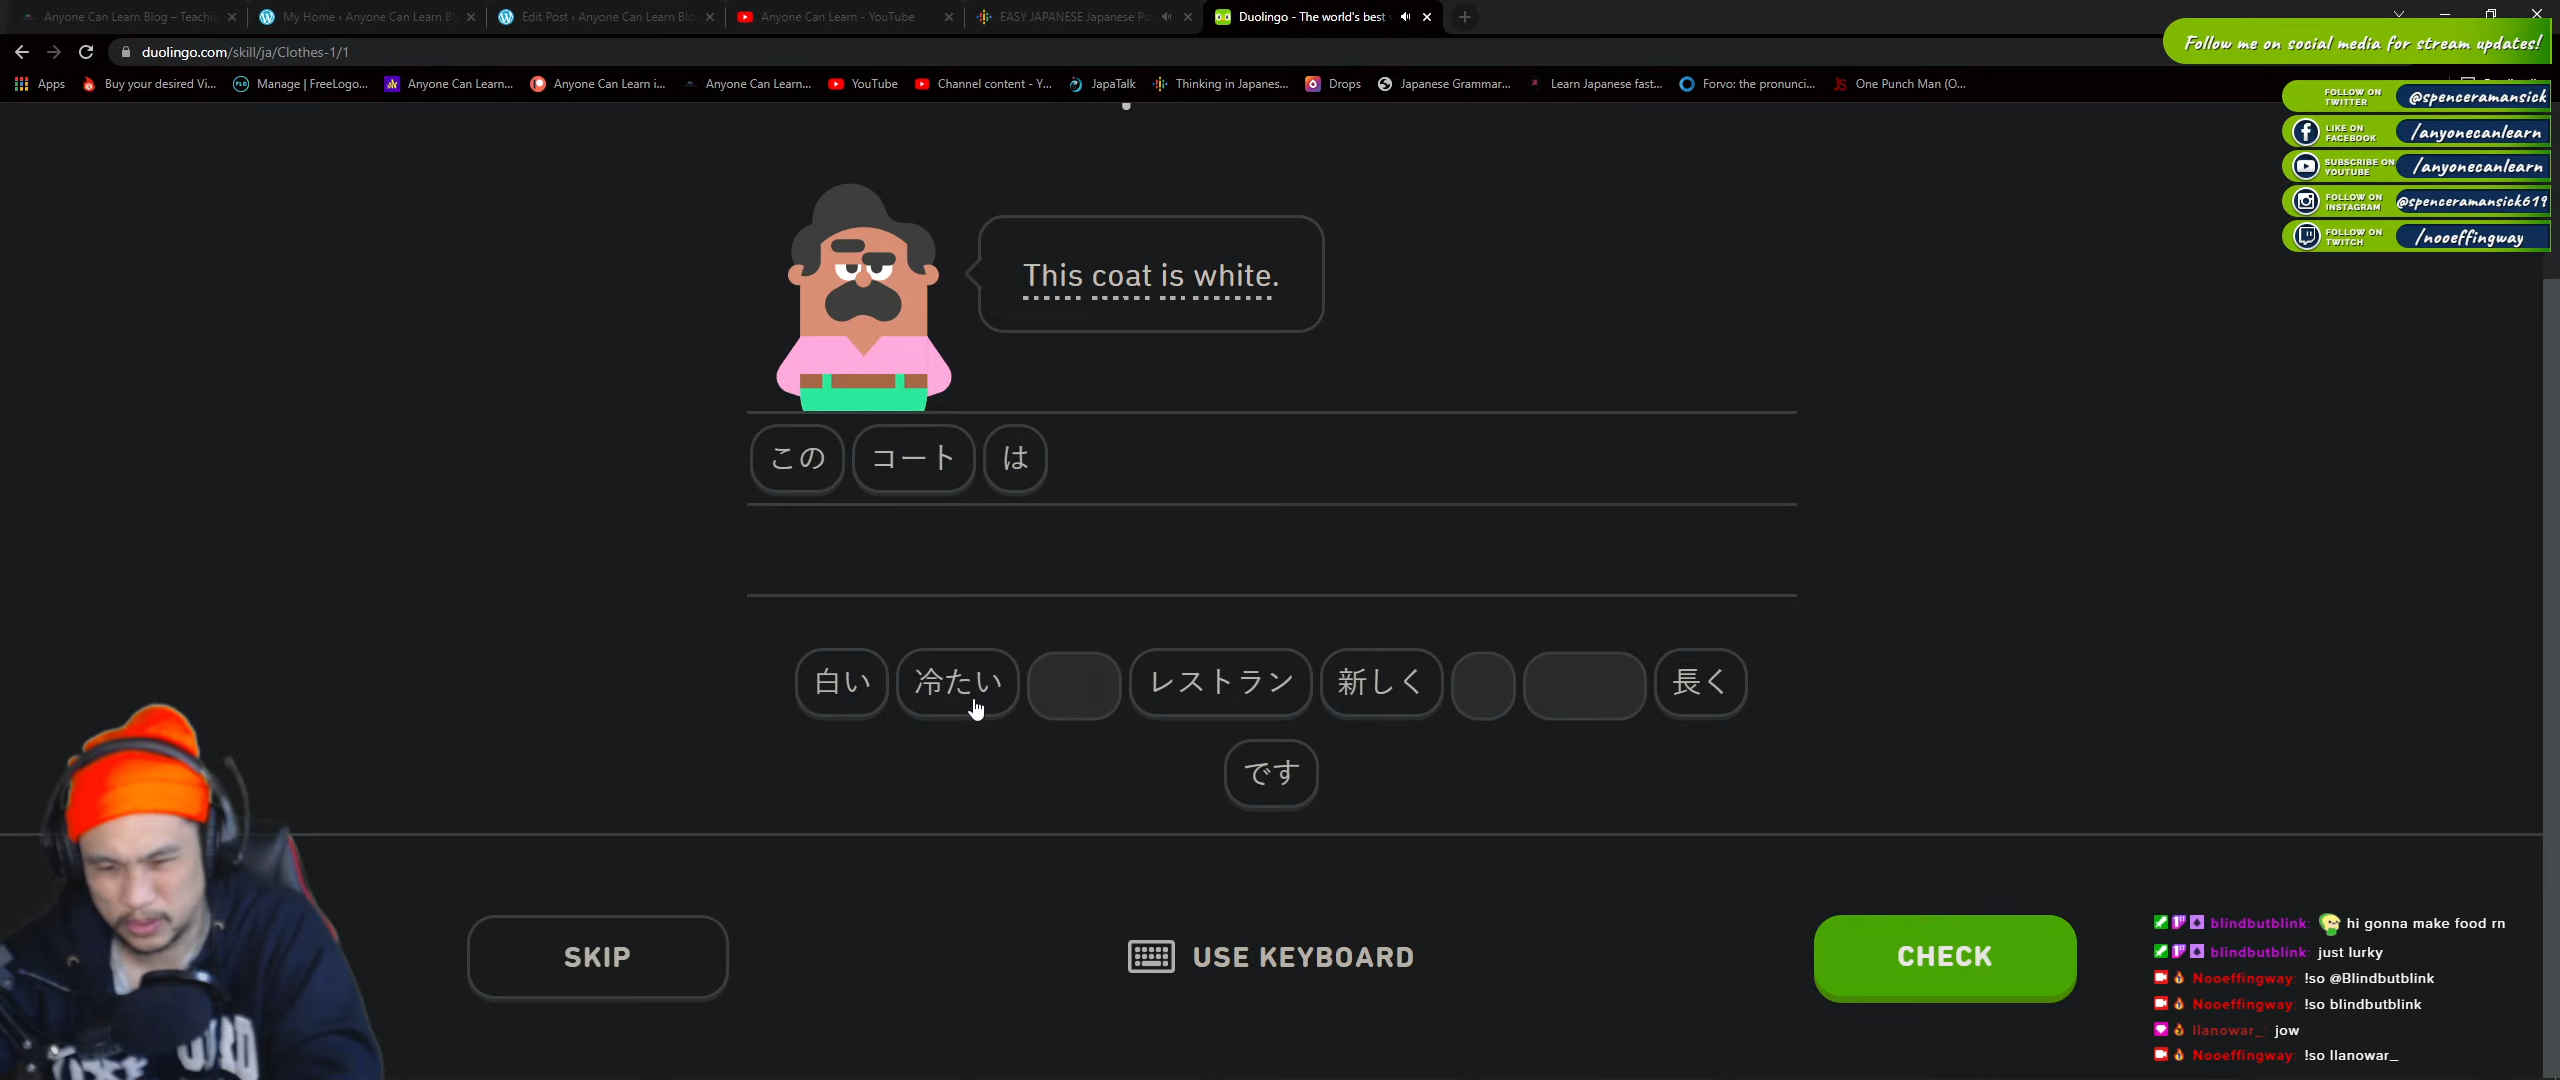 Anyone Can Learn Blog – Teachi
My Home ‹ Anyone Can Learn Bl
Edit Post ‹ Anyone Can Learn Blo
Anyone Can Learn - YouTube
EASY JAPANESE Japanese Po
Duolingo - The world's best
duolingo.com/skill/ja/Clothes-1/1
Follow me on social media for stream updates!
Apps
Buy your desired Vi...
Manage | FreeLogo...
Anyone Can Learn...
Anyone Can Learn i...
Anyone Can Learn...
YouTube
Channel content - Y...
JapaTalk
Thinking in Japanes...
Drops
Japanese Grammar...
Learn Japanese fast...
Forvo: the pronunci...
One Punch Man (O...
FOLLOW ON TWITTER @spenceramansick
LIKE ON FACEBOOK /anyonecanlearn
SUBSCRIBE ON YOUTUBE /anyonecanlearn
FOLLOW ON INSTAGRAM @spenceramansick619
FOLLOW ON TWITCH /nooeffingway
This coat is white.
この コート は
白い 冷たい レストラン 新しく 長く
です
SKIP
USE KEYBOARD
CHECK
blindbutblink: hi gonna make food rn
blindbutblink: just lurky
Nooeffingway: !so @Blindbutblink
Nooeffingway: !so blindbutblink
llanowar_: jow
Nooeffingway: !so llanowar_